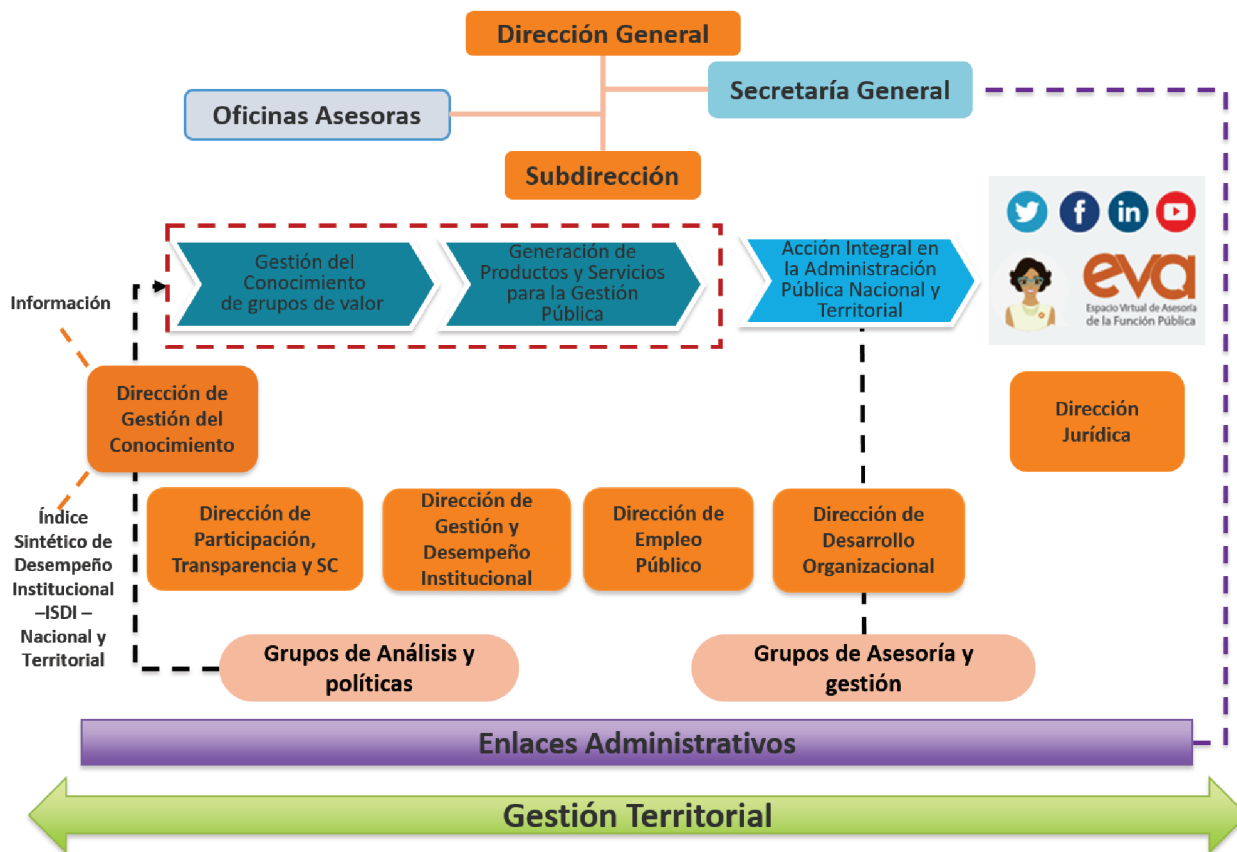 Dirección General
Secretaría General
Oficinas Asesoras
Subdirección
Gestión del
Conocimiento
de grupos de valor
Generación de
Productos y Servicios
para la Gestión
Pública
Acción Integral en
la Administración
Pública Nacional y
Territorial
in
eva
Espacio Virtual de Asesoría
de la Función Pública
Información
Dirección de
Gestión del
Conocimiento
Dirección
Jurídica
Índice
Sintético de
Desempeño
Institucional
–ISDI –
Nacional y
Territorial
Dirección de
Participación,
Transparencia y SC
Dirección de
Gestión y
Desempeño
Institucional
Dirección de
Empleo
Público
Dirección de
Desarrollo
Organizacional
Grupos de Análisis y
políticas
Grupos de Asesoría y
gestión
Enlaces Administrativos
Gestión Territorial